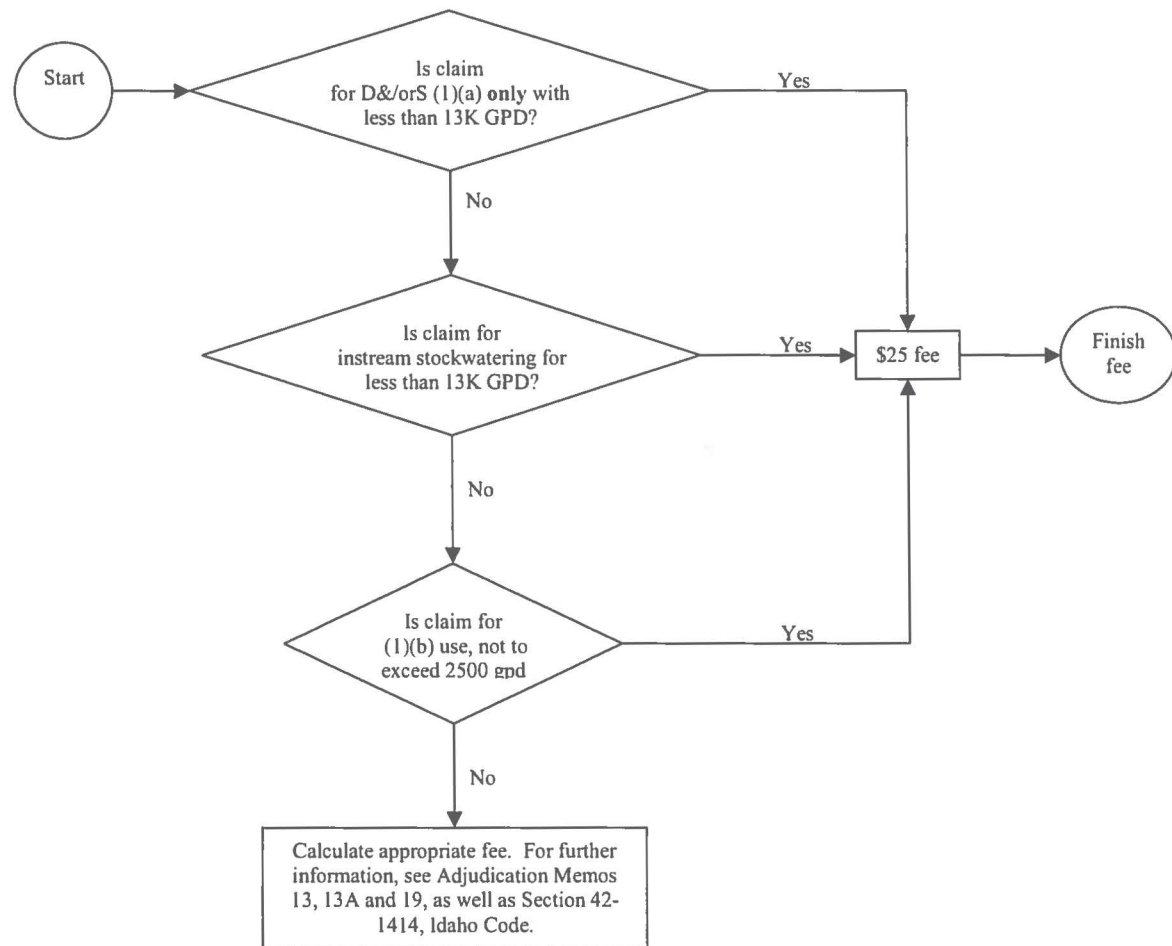 Start
Is claim
for D&/orS (1)(a) only with
less than 13K GPD?
Yes
No
Is claim for
instream stockwatering for
less than 13K GPD?
Yes
$25 fee
Finish
fee
No
Is claim for
(1)(b) use, not to
exceed 2500 gpd
Yes
No
Calculate appropriate fee. For further
information, see Adjudication Memos
13, 13A and 19, as well as Section 42-
1414, Idaho Code.